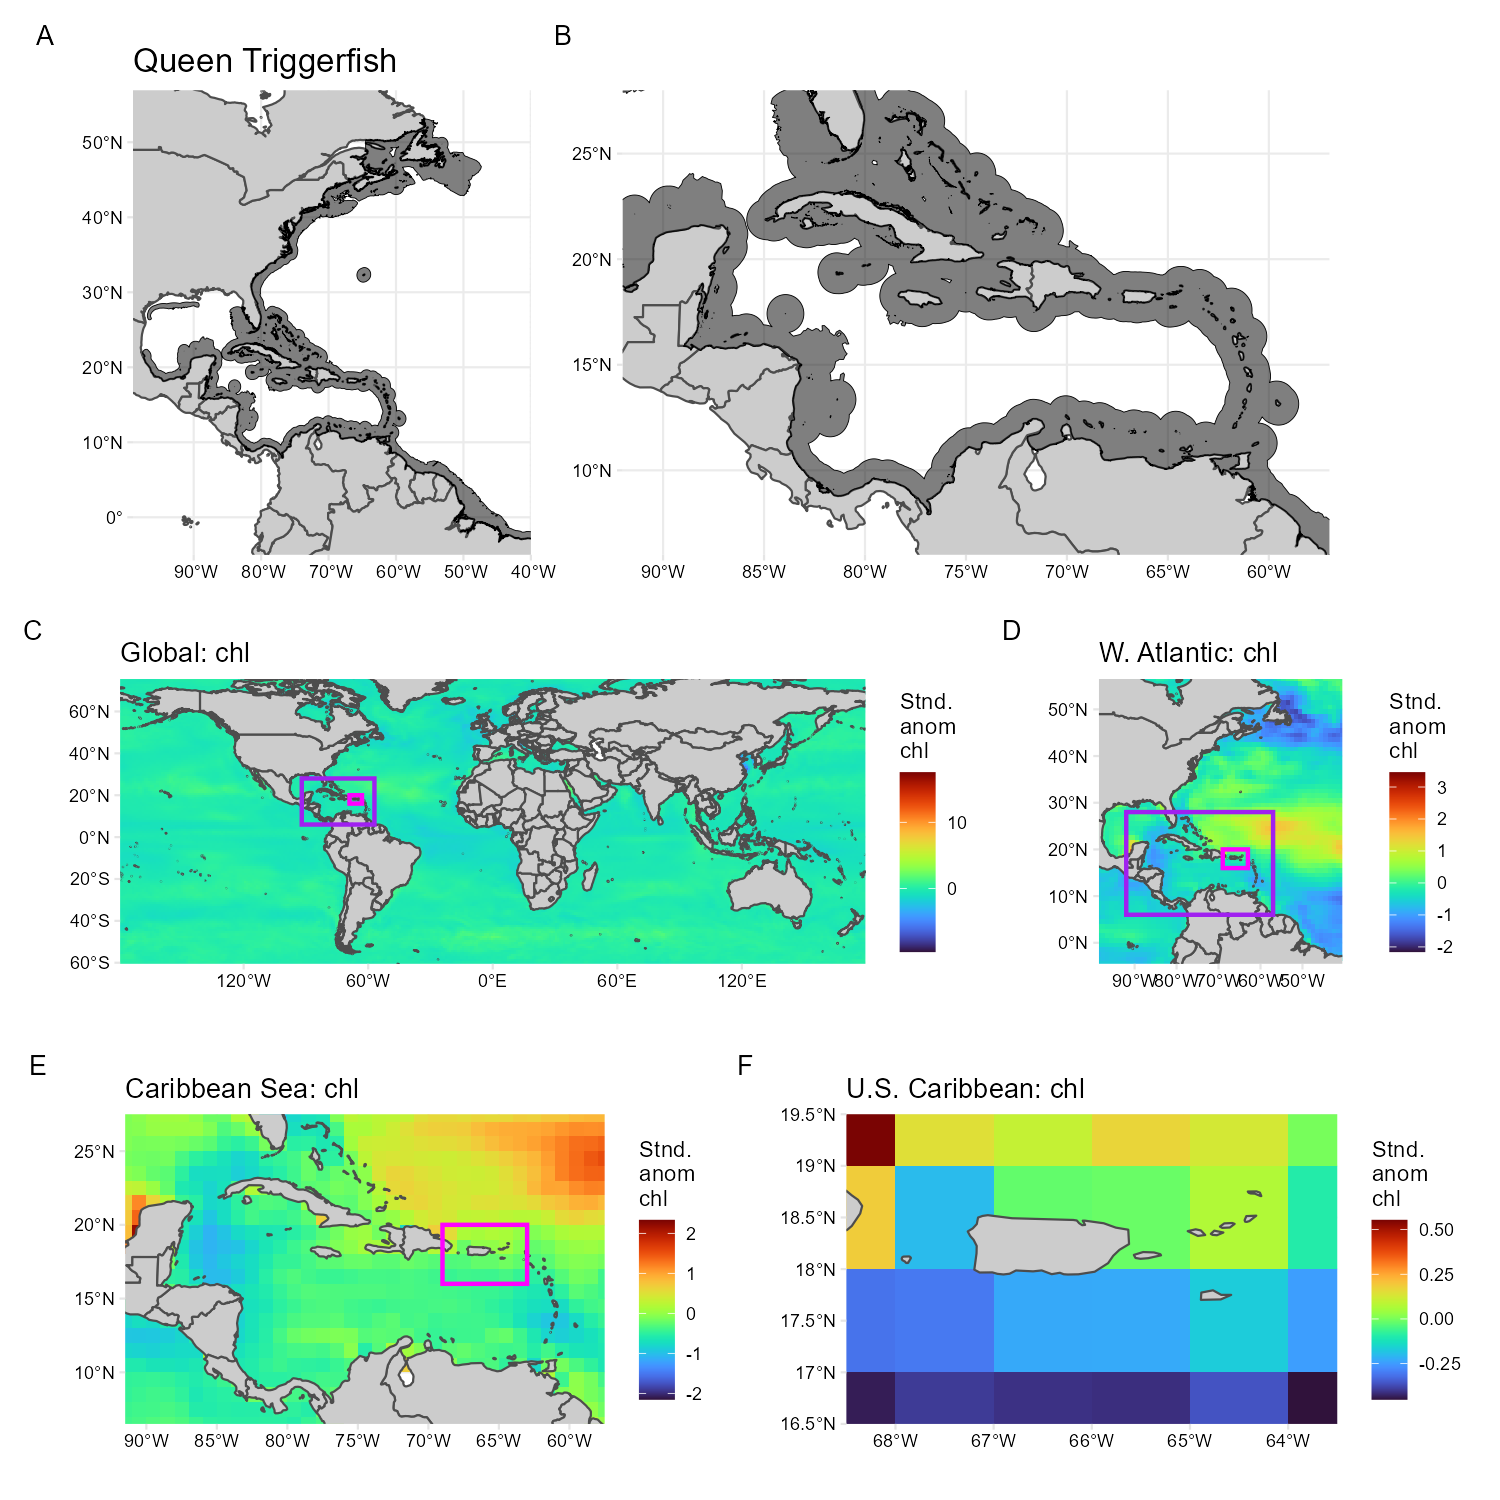 A
Queen Triggerfish
50°N
40°N
30°N
20°N
10°N
0°
90°W 80°W 70°W 60°W 50°W 40°W
B
25°N
20°N
15°N
10°N
90°W 85°W 80°W 75°W 70°W 65°W 60°W
C
Global: chl
60°N
40°N
20°N
0°N
20°S
40°S
60°S
120°W 60°W 0°E 60°E 120°E
Stnd.
anom
chl
10
0
D
W. Atlantic: chl
50°N
40°N
30°N
20°N
10°N
0°N
90°W 80°W 70°W 60°W 50°W
Stnd.
anom
chl
3
2
1
0
-1
-2
E
Caribbean Sea: chl
25°N
20°N
15°N
10°N
90°W 85°W 80°W 75°W 70°W 65°W 60°W
Stnd.
anom
chl
2
1
0
-1
-2
F
U.S. Caribbean: chl
19.5°N
19°N
18.5°N
18°N
17.5°N
17°N
16.5°N
68°W 67°W 66°W 65°W 64°W
Stnd.
anom
chl
0.50
0.25
0.00
-0.25